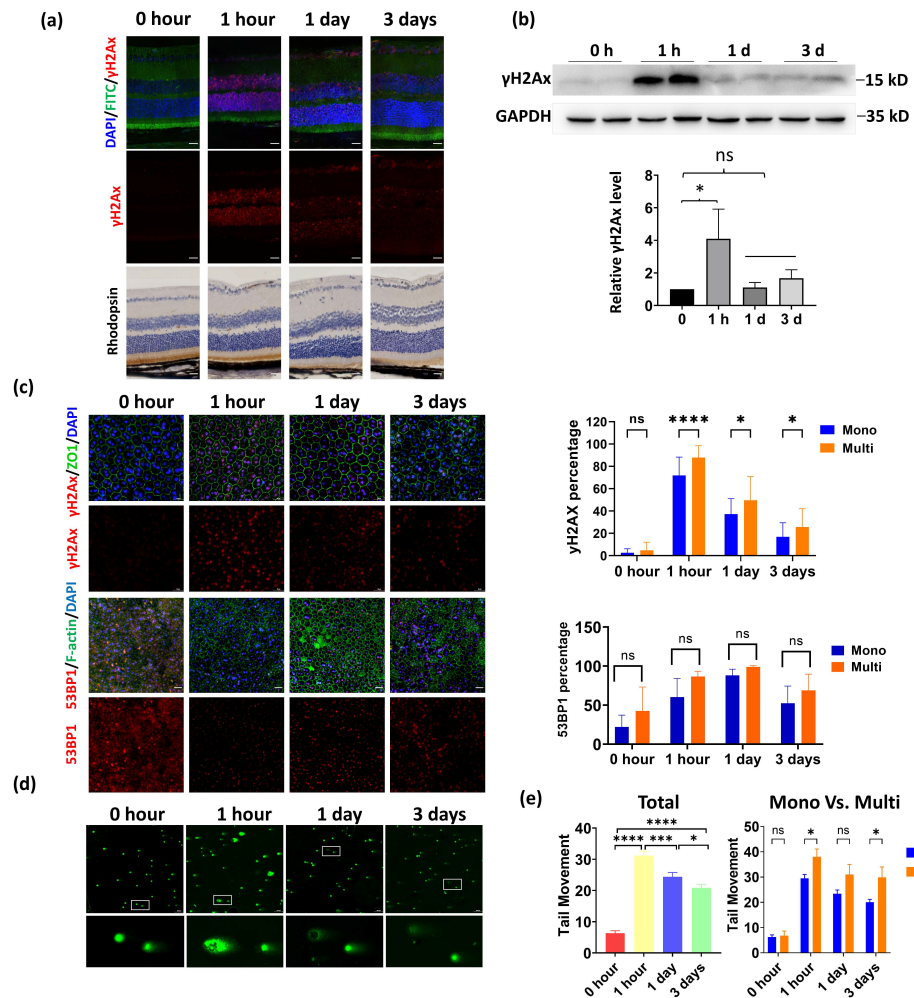 (a)
0 hour 1 hour 1 day 3 days
DAPI/FITC/γH2Ax
γH2Ax
Rhodopsin
(b)
0 h 1 h 1 d 3 d
γH2Ax 15 kD
GAPDH 35 kD
ns
*
Relative γH2Ax level
8
6
4
2
0
0 1 h 1 d 3 d
(c)
0 hour 1 hour 1 day 3 days
γH2Ax/ZO1/DAPI
γH2Ax
53BP1/F-actin/DAPI
53BP1
ns **** * *
Mono
Multi
γH2AX percentage
120
100
80
60
40
20
0
0 hour 1 hour 1 day 3 days
ns ns ns ns
Mono
Multi
53BP1 percentage
150
100
50
0
0 hour 1 hour 1 day 3 days
(d)
0 hour 1 hour 1 day 3 days
(e)
Total
****
**** *** *
Tail Movement
40
30
20
10
0
0 hour 1 hour 1 day 3 days
Mono Vs. Multi
ns * ns *
Tail Movement
50
40
30
20
10
0
0 hour 1 hour 1 day 3 days